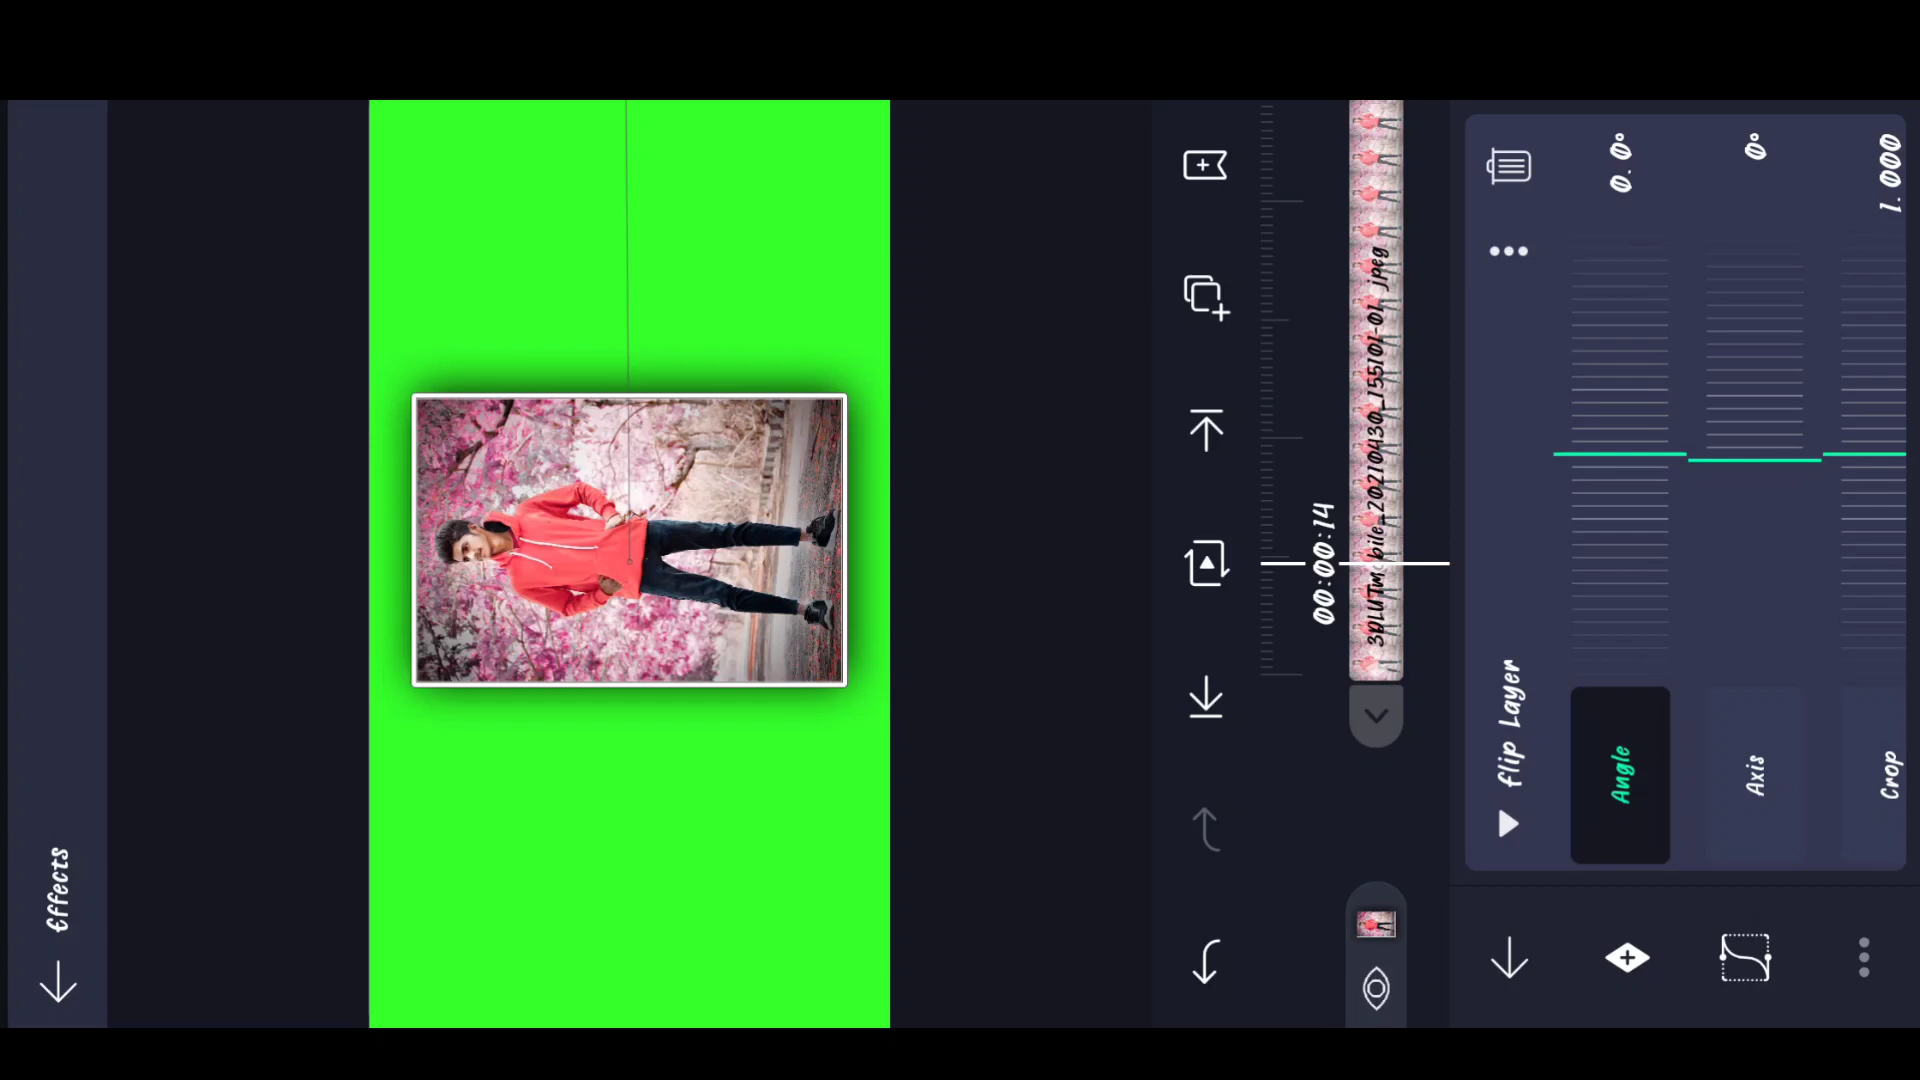 Effects
00:00:14
3DLUTmobile_20210430_155101-01.jpeg
Flip Layer
Angle
0.0°
Axis
0°
Crop
1.000